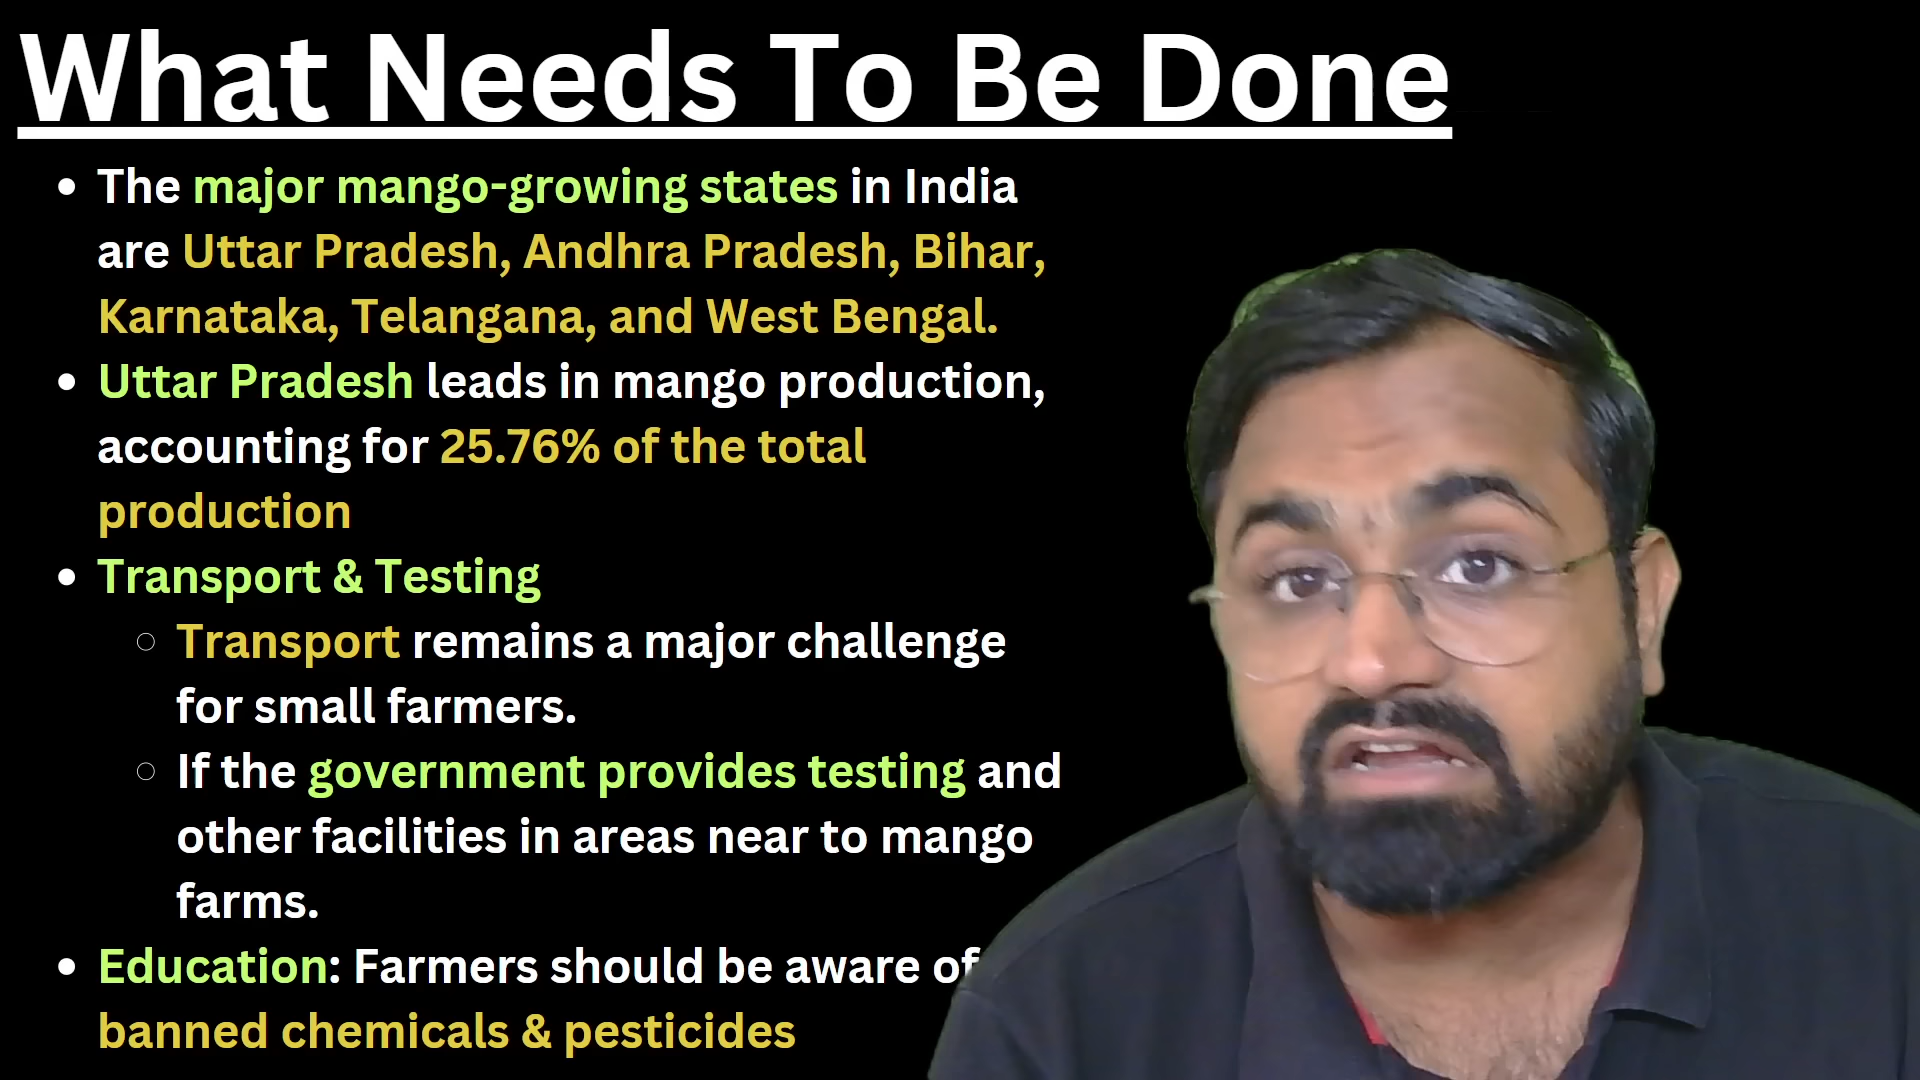 What Needs To Be Done
The major mango-growing states in India
are Uttar Pradesh, Andhra Pradesh, Bihar,
Karnataka, Telangana, and West Bengal.
Uttar Pradesh leads in mango production,
accounting for 25.76% of the total
production
Transport & Testing
Transport remains a major challenge
for small farmers.
If the government provides testing and
other facilities in areas near to mango
farms.
Education: Farmers should be aware of
banned chemicals & pesticides